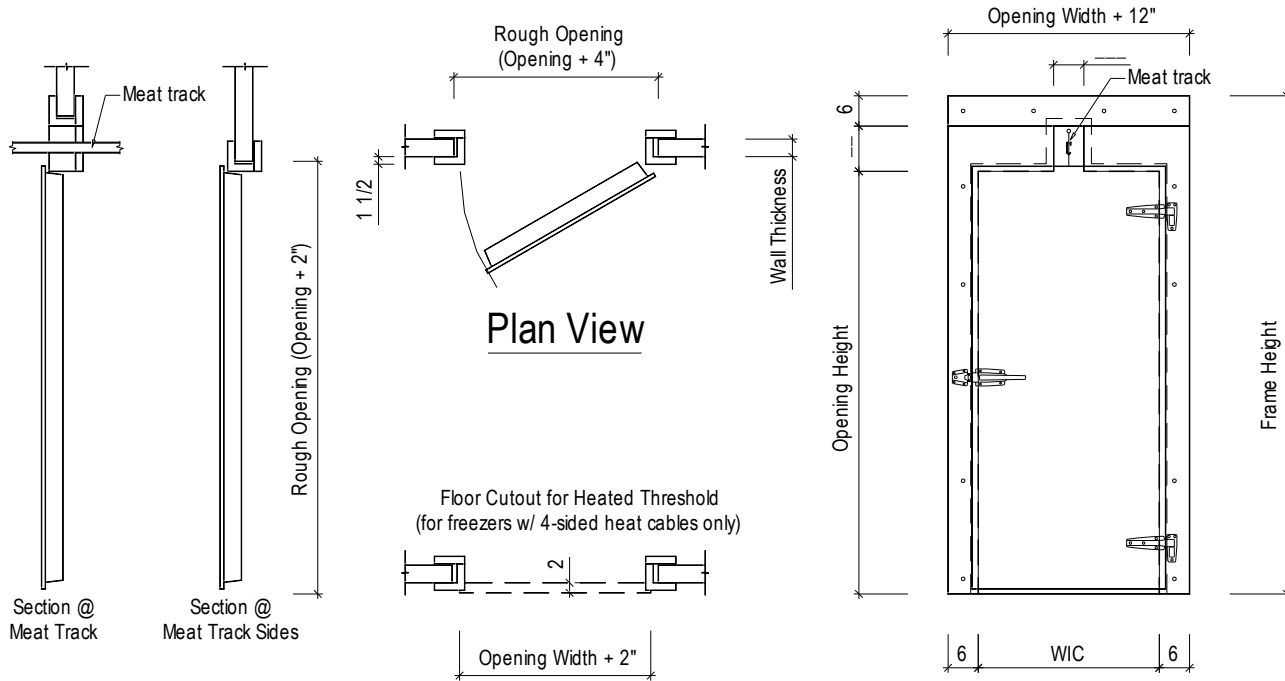 Meat track
Section @
Meat Track
Section @
Meat Track Sides
Rough Opening (Opening + 2")
Rough Opening
(Opening + 4")
1 1/2
Wall Thickness
Plan View
Floor Cutout for Heated Threshold
(for freezers w/ 4-sided heat cables only)
2
Opening Width + 2"
Opening Width + 12"
Meat track
6
Opening Height
Frame Height
6
WIC
6